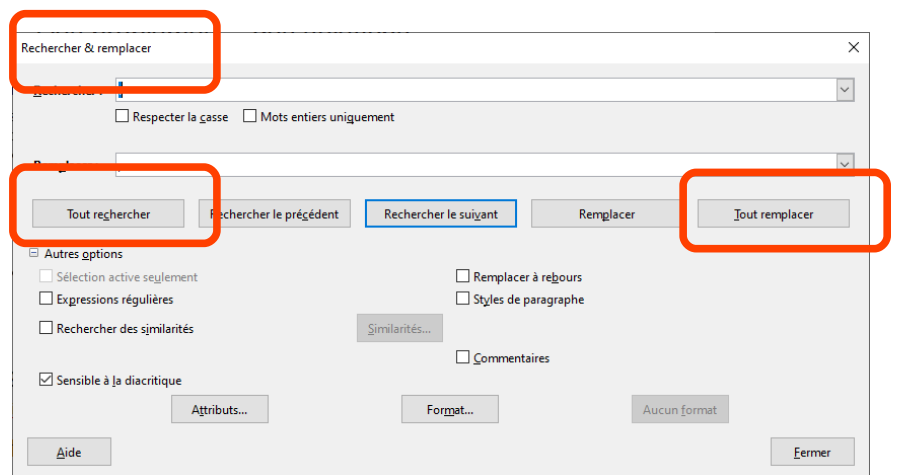 Rechercher & remplacer
Respecter la casse Mots entiers uniquement
Tout rechercher Rechercher le précédent Rechercher le suivant Remplacer Tout remplacer
Autres options
Sélection active seulement Remplacer à rebours
Expressions régulières Styles de paragraphe
Rechercher des similarités Similarités...
Commentaires
Sensible à la diacritique
Attributs... Format... Aucun format
Aide Fermer